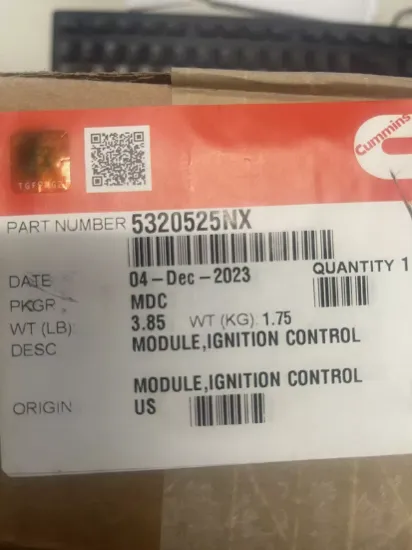 Cummins
PART NUMBER 5320525NX
DATE 04-Dec-2023 QUANTITY 1
PKGP MDC
WT (LB): 3.85 WT (KG): 1.75
DESC MODULE,IGNITION CONTROL
MODULE,IGNITION CONTROL
ORIGIN US